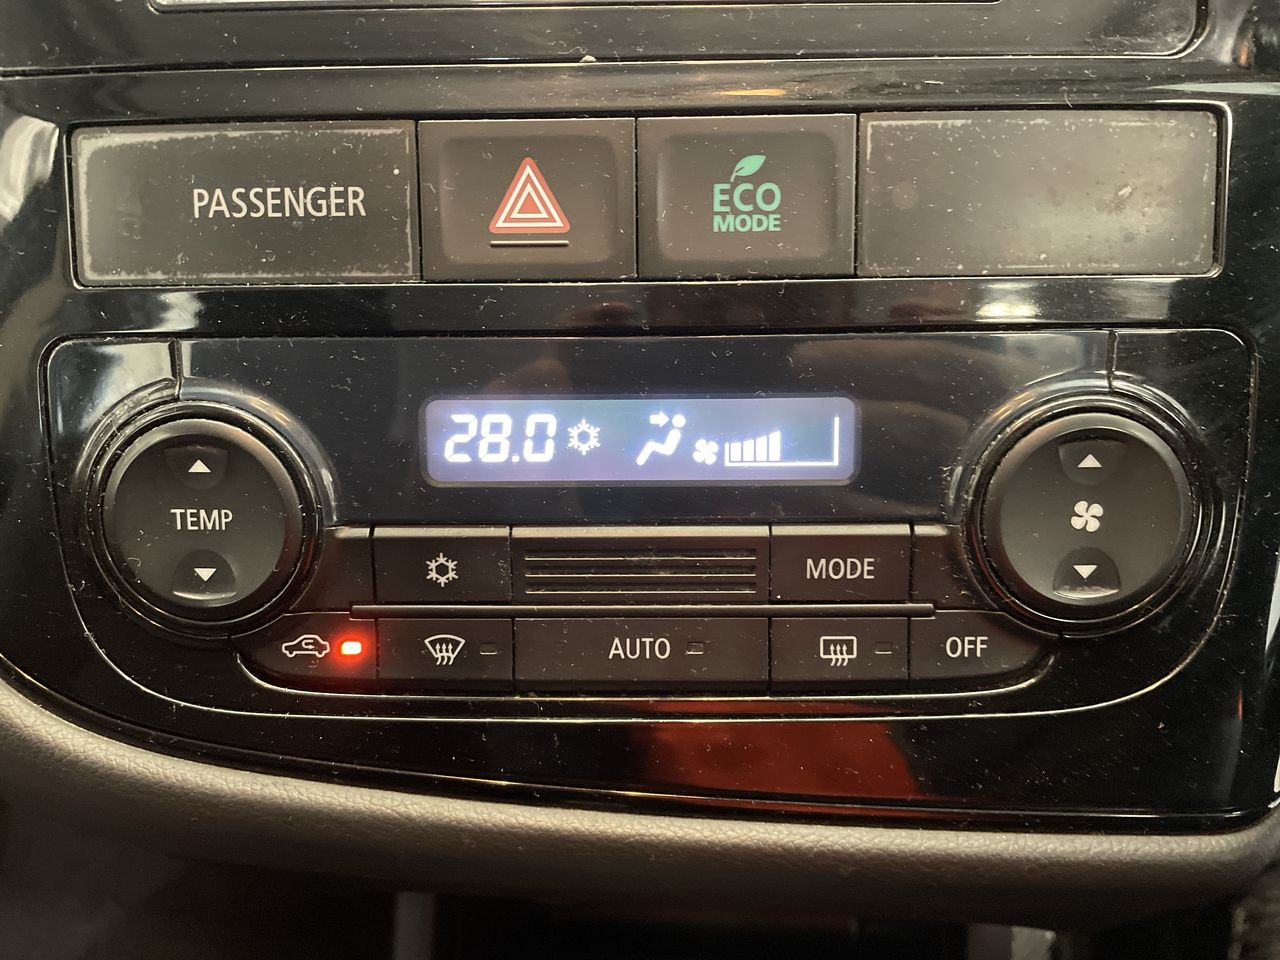 PASSENGER
ECO
MODE
28.0
TEMP
MODE
AUTO
OFF